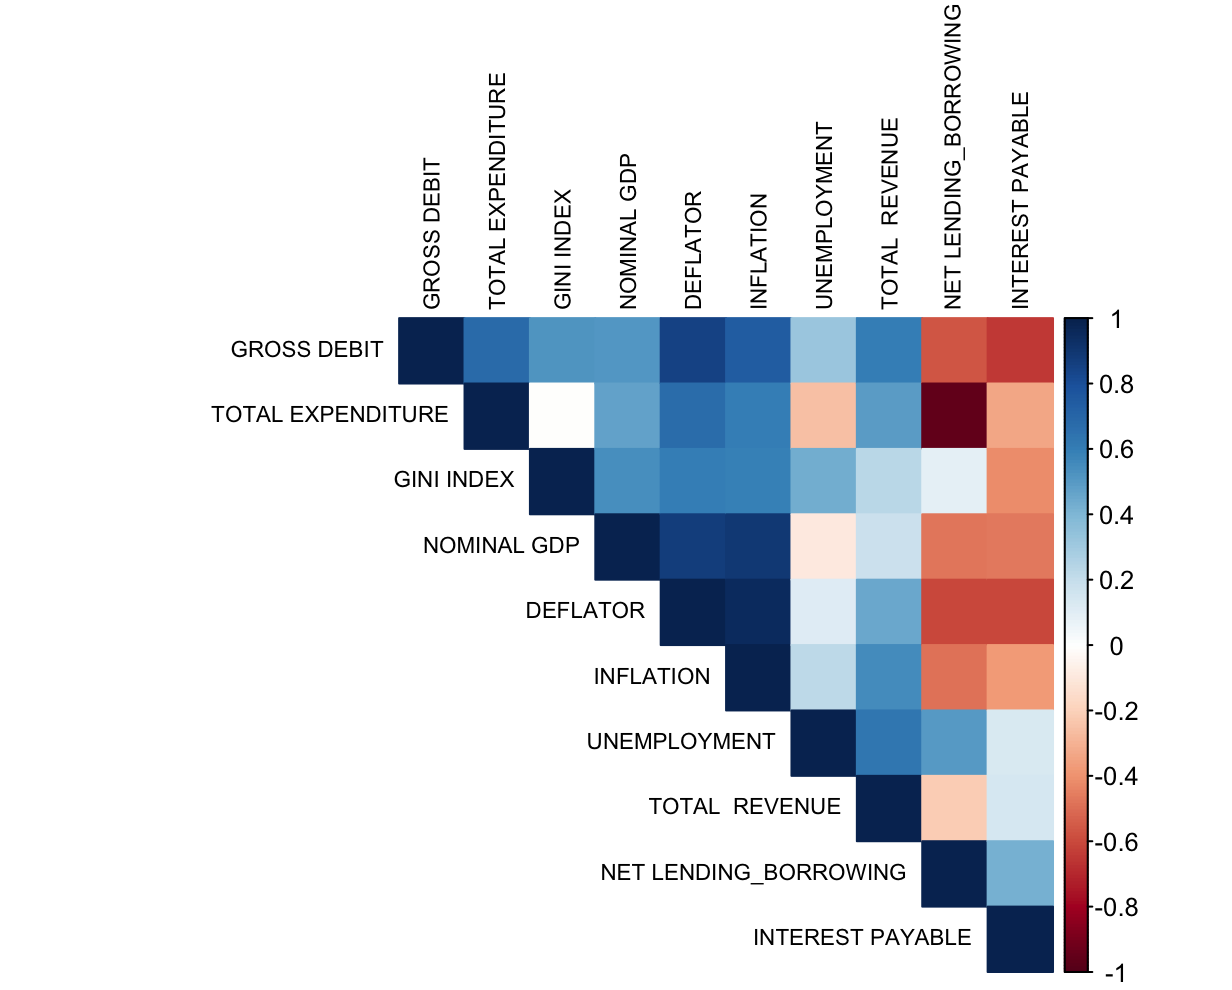 GROSS DEBIT
TOTAL EXPENDITURE
GINI INDEX
NOMINAL GDP
DEFLATOR
INFLATION
UNEMPLOYMENT
TOTAL  REVENUE
NET LENDING_BORROWING
INTEREST PAYABLE
GROSS DEBIT
TOTAL EXPENDITURE
GINI INDEX
NOMINAL GDP
DEFLATOR
INFLATION
UNEMPLOYMENT
TOTAL  REVENUE
NET LENDING_BORROWING
INTEREST PAYABLE
1
0.8
0.6
0.4
0.2
0
-0.2
-0.4
-0.6
-0.8
-1